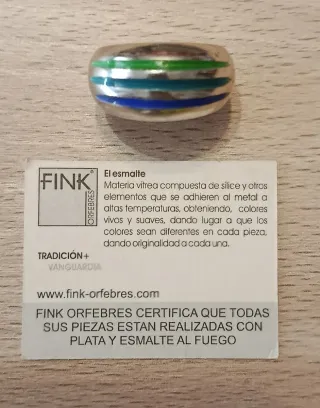 FINK®
ORFEBRES
El esmalte
Materia vítrea compuesta de sílice y otros
elementos que se adhieren al metal a
altas temperaturas, obteniendo, colores
vivos y suaves, dando lugar a que los
colores sean diferentes en cada pieza,
dando originalidad a cada una.
TRADICIÓN+
VANGUARDIA
www.fink-orfebres.com
FINK ORFEBRES CERTIFICA QUE TODAS
SUS PIEZAS ESTAN REALIZADAS CON
PLATA Y ESMALTE AL FUEGO